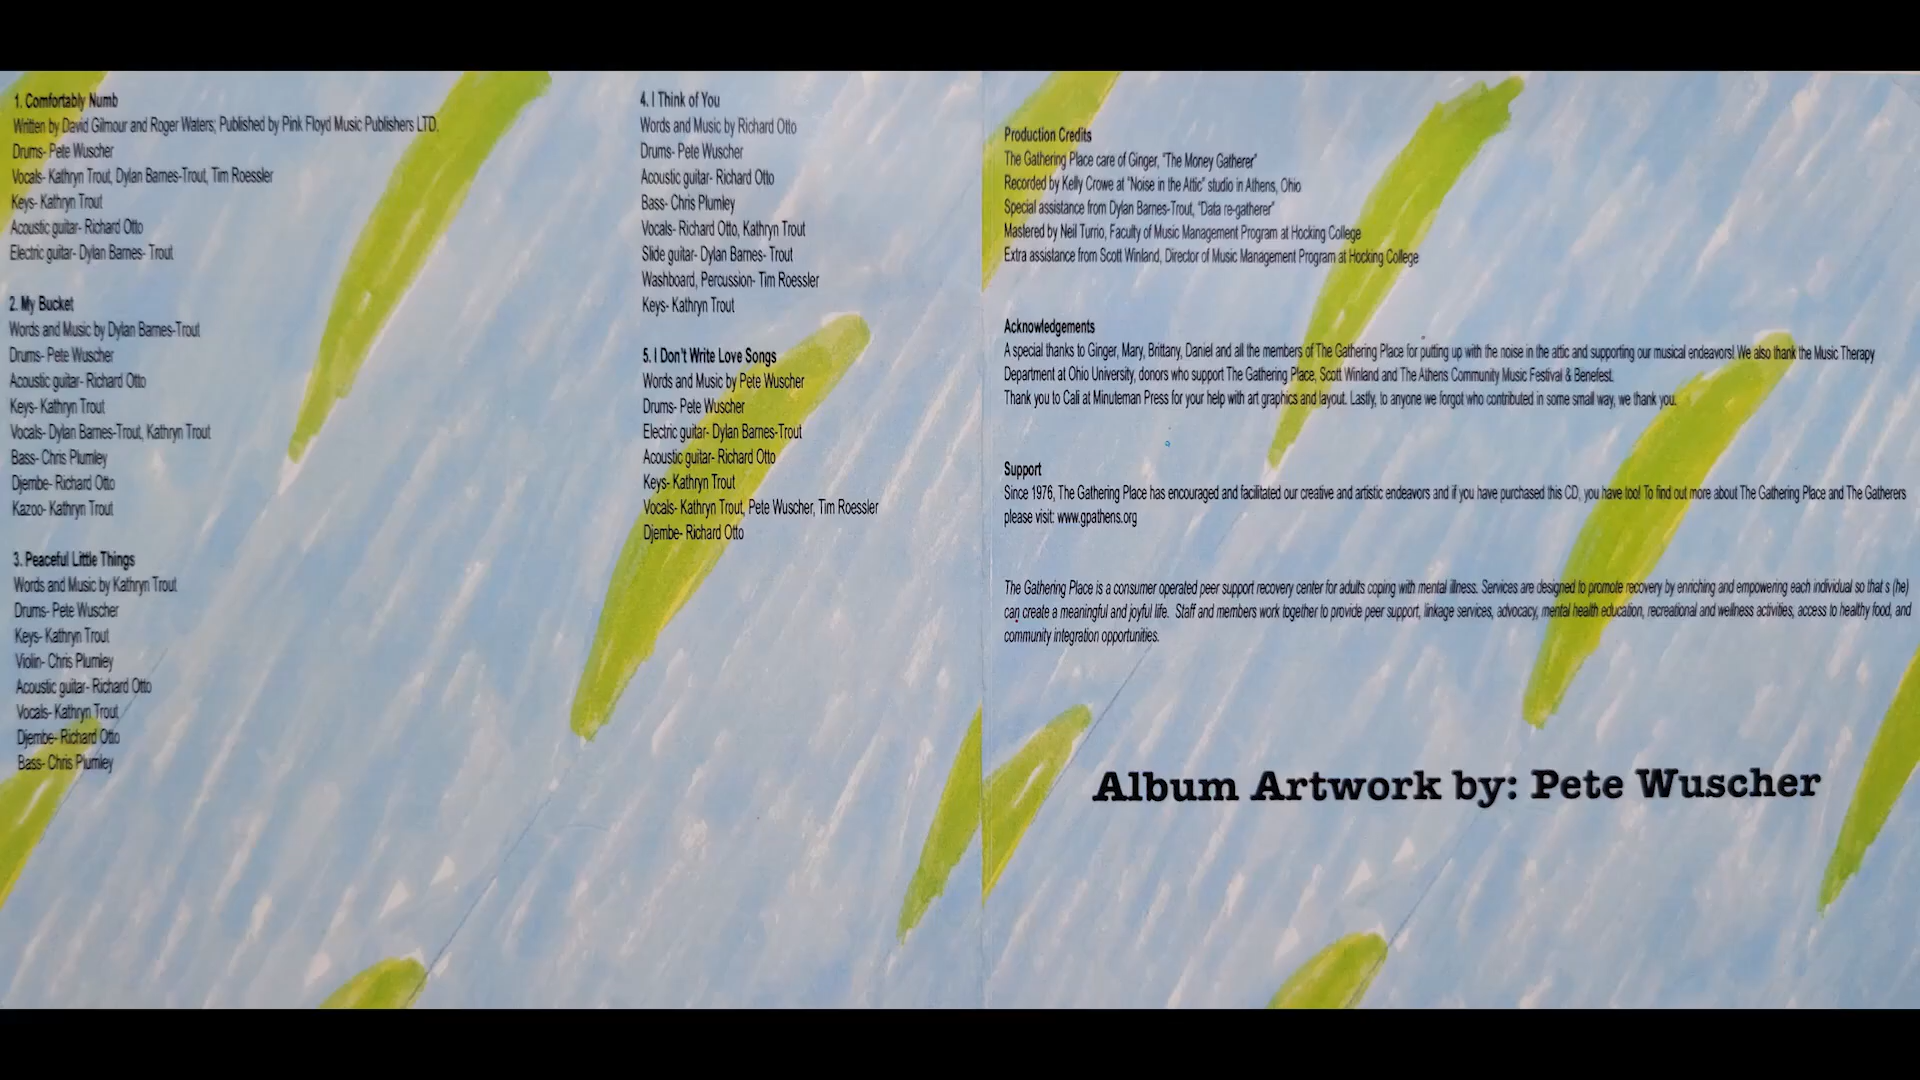 1. Comfortably Numb
Written by David Gilmour and Roger Waters; Published by Pink Floyd Music Publishers LTD.
Drums- Pete Wuscher
Vocals- Kathryn Trout, Dylan Barnes-Trout, Tim Roessler
Keys- Kathryn Trout
Acoustic guitar- Richard Otto
Electric guitar- Dylan Barnes- Trout
2. My Bucket
Words and Music by Dylan Barnes-Trout
Drums- Pete Wuscher
Acoustic guitar- Richard Otto
Keys- Kathryn Trout
Vocals- Dylan Barnes-Trout, Kathryn Trout
Bass- Chris Plumley
Djembe- Richard Otto
Kazoo- Kathryn Trout
3. Peaceful Little Things
Words and Music by Kathryn Trout
Drums- Pete Wuscher
Keys- Kathryn Trout
Violin- Chris Plumley
Acoustic guitar- Richard Otto
Vocals- Kathryn Trout
Djembe- Richard Otto
Bass- Chris Plumley
4. I Think of You
Words and Music by Richard Otto
Drums- Pete Wuscher
Acoustic guitar- Richard Otto
Bass- Chris Plumley
Vocals- Richard Otto, Kathryn Trout
Slide guitar- Dylan Barnes- Trout
Washboard, Percussion- Tim Roessler
Keys- Kathryn Trout
5. I Don't Write Love Songs
Words and Music by Pete Wuscher
Drums- Pete Wuscher
Electric guitar- Dylan Barnes-Trout
Acoustic guitar- Richard Otto
Keys- Kathryn Trout
Vocals- Kathryn Trout, Pete Wuscher, Tim Roessler
Djembe- Richard Otto
Production Credits
The Gathering Place care of Ginger, "The Money Gatherer"
Recorded by Kelly Crowe at "Noise in the Attic" studio in Athens, Ohio
Special assistance from Dylan Barnes-Trout, "Data re-gatherer"
Mastered by Neil Turrio, Faculty of Music Management Program at Hocking College
Extra assistance from Scott Winland, Director of Music Management Program at Hocking College
Acknowledgements
A special thanks to Ginger, Mary, Brittany, Daniel and all the members of The Gathering Place for putting up with the noise in the attic and supporting our musical endeavors! We also thank the Music Therapy
Department at Ohio University, donors who support The Gathering Place, Scott Winland and The Athens Community Music Festival & Benefest.
Thank you to Cali at Minuteman Press for your help with art graphics and layout. Lastly, to anyone we forgot who contributed in some small way, we thank you.
Support
Since 1976, The Gathering Place has encouraged and facilitated our creative and artistic endeavors and if you have purchased this CD, you have too! To find out more about The Gathering Place and The Gatherers
please visit: www.gpathens.org
The Gathering Place is a consumer operated peer support recovery center for adults coping with mental illness. Services are designed to promote recovery by enriching and empowering each individual so that s (he)
can create a meaningful and joyful life. Staff and members work together to provide peer support, linkage services, advocacy, mental health education, recreational and wellness activities, access to healthy food, and
community integration opportunities.
Album Artwork by: Pete Wuscher